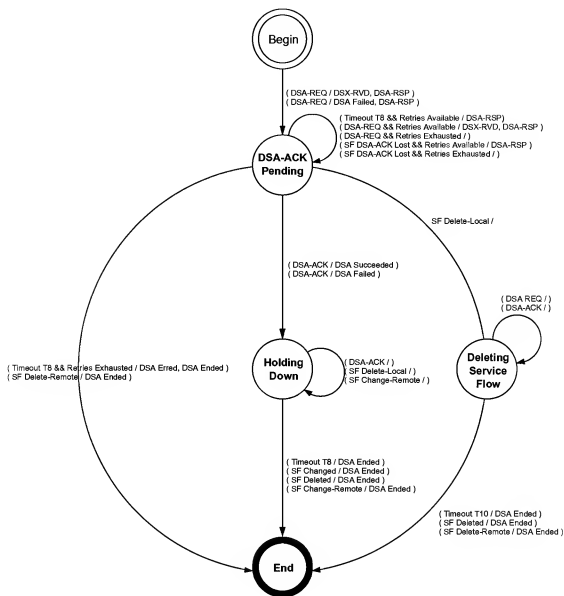 Begin
( DSA-REQ / DSX-RVD, DSA-RSP )
( DSA-REQ / DSA Failed, DSA-RSP )
( Timeout T8 && Retries Available / DSA-RSP)
( DSA-REQ && Retries Available / DSX-RVD, DSA-RSP )
( DSA-REQ && Retries Exhausted / )
( SF DSA-ACK Lost && Retries Available / DSA-RSP )
( SF DSA-ACK Lost && Retries Exhausted / )
DSA-ACK
Pending
SF Delete-Local /
( DSA-ACK / DSA Succeeded )
( DSA-ACK / DSA Failed )
( DSA REQ / )
( DSA-ACK / )
( Timeout T8 && Retries Exhausted / DSA Erred, DSA Ended )
( SF Delete-Remote / DSA Ended )
Holding
Down
( DSA-ACK / )
( SF Delete-Local / )
( SF Change-Remote / )
Deleting
Service
Flow
( Timeout T8 / DSA Ended )
( SF Changed / DSA Ended )
( SF Deleted / DSA Ended )
( SF Change-Remote / DSA Ended )
( Timeout T10 / DSA Ended )
( SF Deleted / DSA Ended )
( SF Delete-Remote / DSA Ended )
End